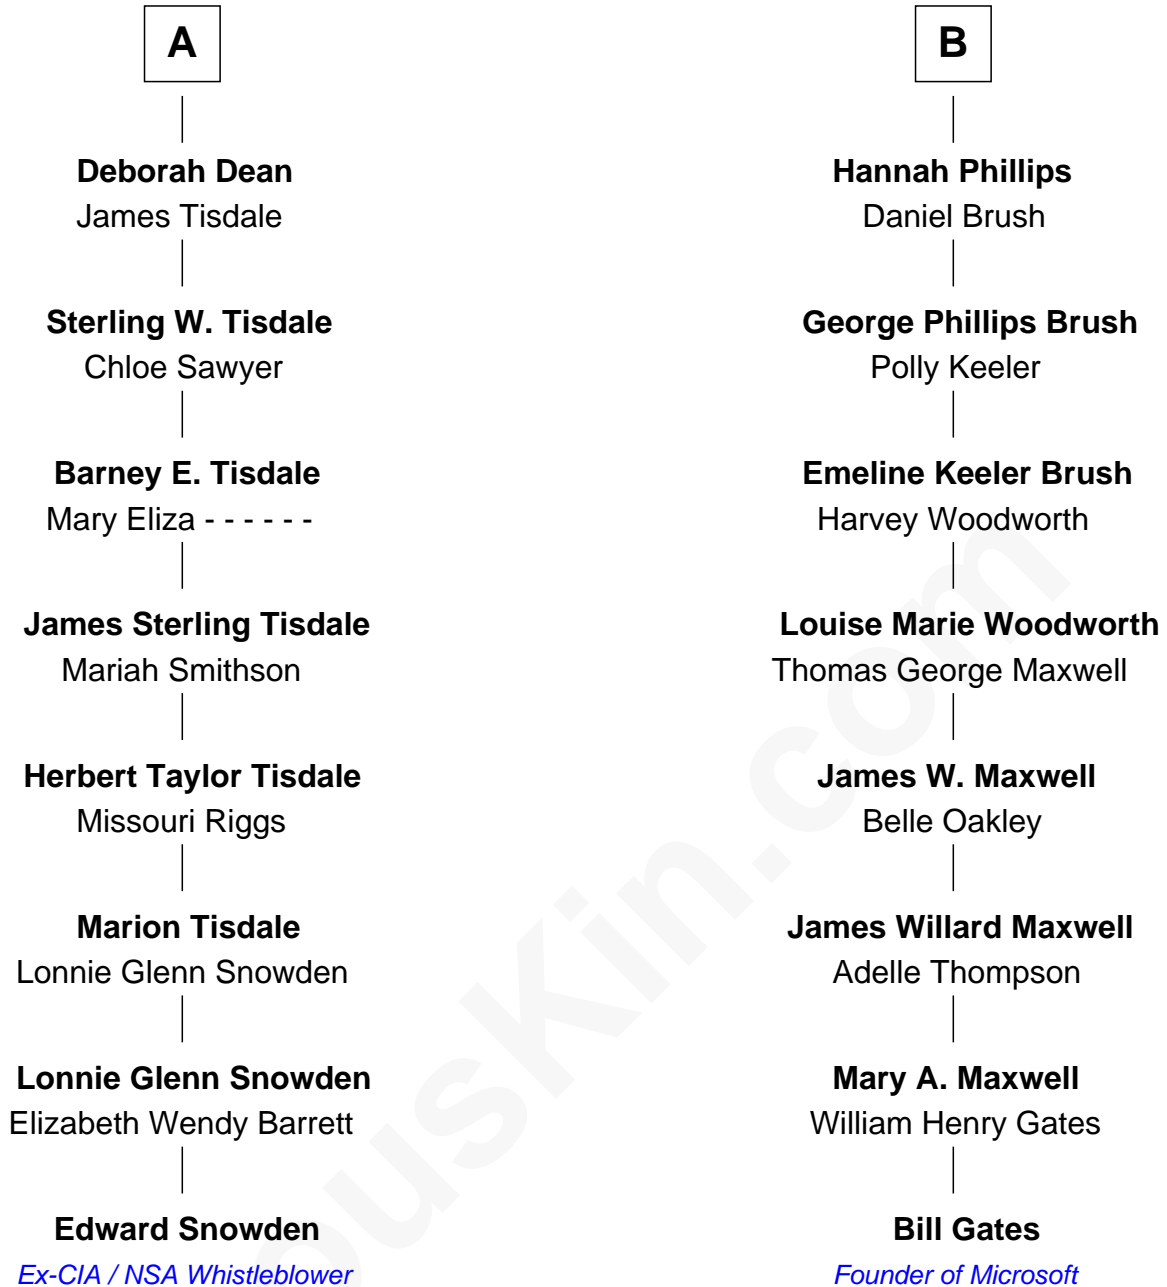 A
Deborah Dean
James Tisdale
Sterling W. Tisdale
Chloe Sawyer
Barney E. Tisdale
Mary Eliza - - - - - -
James Sterling Tisdale
Mariah Smithson
Herbert Taylor Tisdale
Missouri Riggs
Marion Tisdale
Lonnie Glenn Snowden
Lonnie Glenn Snowden
Elizabeth Wendy Barrett
Edward Snowden
Ex-CIA / NSA Whistleblower
B
Hannah Phillips
Daniel Brush
George Phillips Brush
Polly Keeler
Emeline Keeler Brush
Harvey Woodworth
Louise Marie Woodworth
Thomas George Maxwell
James W. Maxwell
Belle Oakley
James Willard Maxwell
Adelle Thompson
Mary A. Maxwell
William Henry Gates
Bill Gates
Founder of Microsoft
ousKin.com